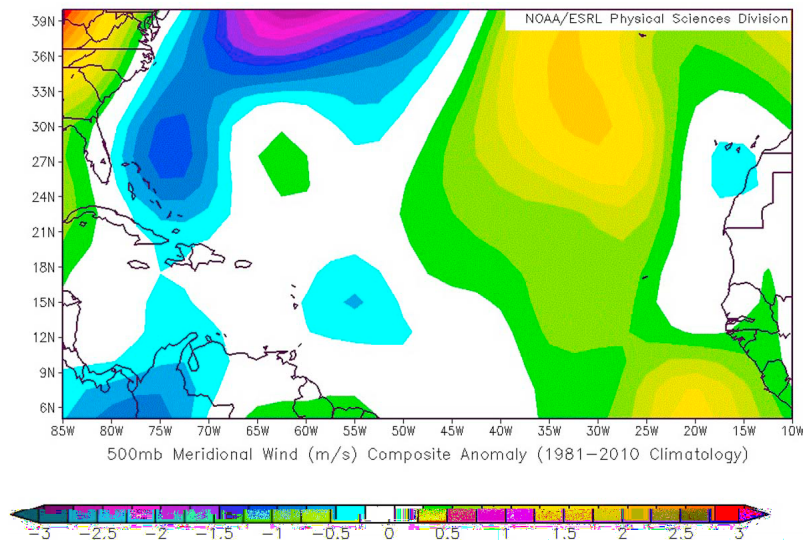 NOAA/ESRL Physical Sciences Division
39N
36N
33N
30N
27N
24N
21N
18N
15N
12N
9N
6N
85W 80W 75W 70W 65W 60W 55W 50W 45W 40W 35W 30W 25W 20W 15W 10W
500mb Meridional Wind (m/s) Composite Anomaly (1981-2010 Climatology)
-3 -2.5 -2 -1.5 -1 -0.5 0 0.5 1 1.5 2 2.5 3